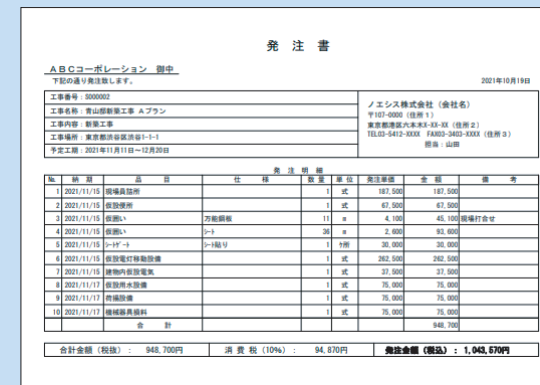 発 注 書
ABCコーポレーション 御中
下記の通り発注致します。
2021年10月19日
工事番号：S000002
工事名称：青山邸新築工事 Aプラン
工事内容：新築工事
工事場所：東京都渋谷区渋谷1-1-1
予定工期：2021年11月11日～12月20日
ノエシス株式会社（会社名）
〒107-0000（住所1）
東京都港区六本木X-XX-XX（住所2）
TEL03-5412-XXXX FAX03-3403-XXXX（住所3）
担当：山田
発 注 明 細
No. 納 期 品 目 仕 様 数 量 単 位 発注単価 金 額 備 考
1 2021/11/15 現場員詰所 1 式 187,500 187,500
2 2021/11/15 仮設便所 1 式 67,500 67,500
3 2021/11/15 仮囲い 万能鋼板 11 m 4,100 45,100 現場打合せ
4 2021/11/15 仮囲い シート 36 m 2,600 93,600
5 2021/11/15 シートゲート シート貼り 1 ケ所 30,000 30,000
6 2021/11/15 仮設電灯移動設備 1 式 262,500 262,500
7 2021/11/15 建物内仮設電気 1 式 37,500 37,500
8 2021/11/17 仮設用水設備 1 式 75,000 75,000
9 2021/11/17 荷揚設備 1 式 75,000 75,000
10 2021/11/17 機械器具損料 1 式 75,000 75,000
合 計 948,700
合計金額（税抜）： 948,700円 消 費 税（10%）： 94,870円 発注金額（税込）： 1,043,570円